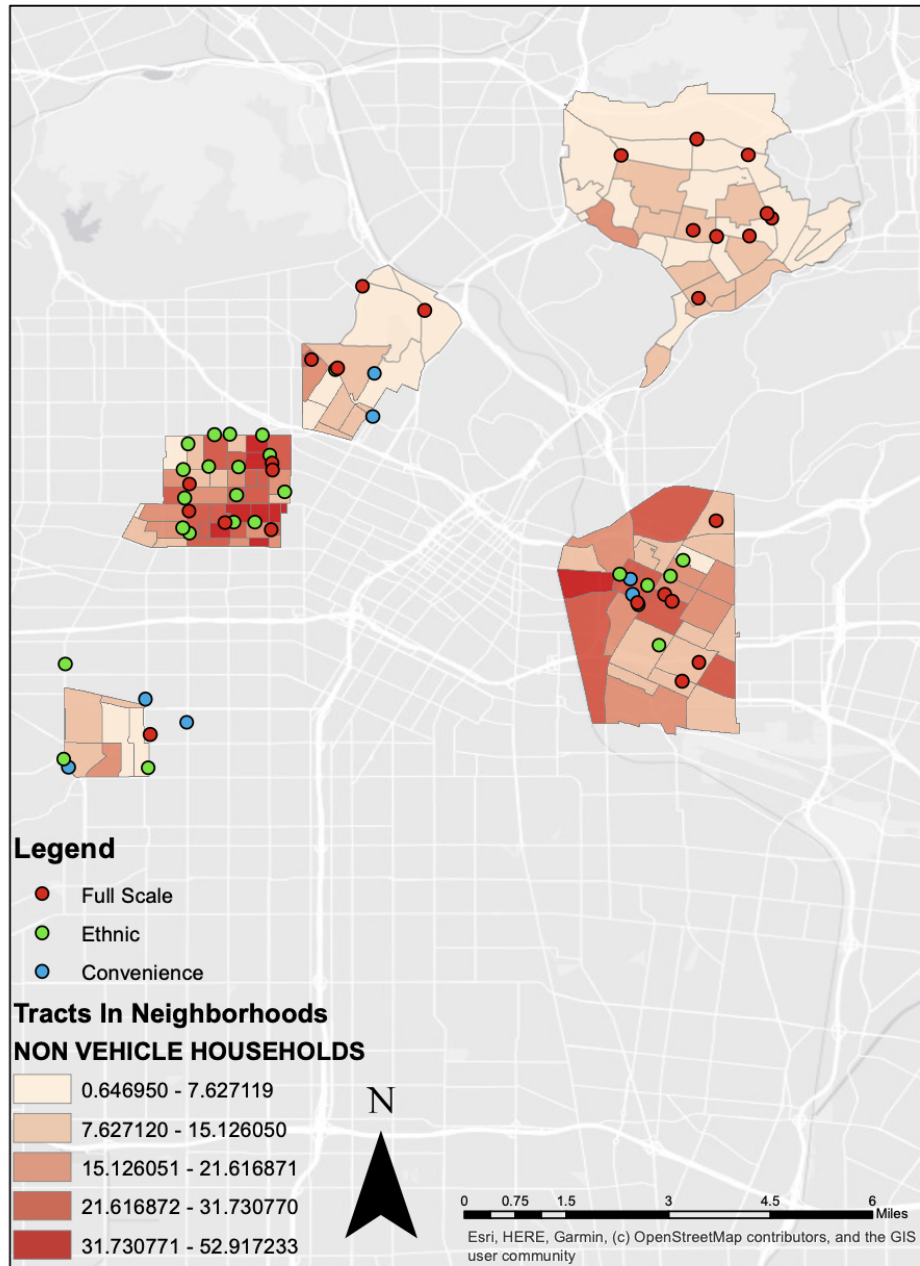 Legend
Full Scale
Ethnic
Convenience
Tracts In Neighborhoods
NON VEHICLE HOUSEHOLDS
0.646950 - 7.627119
7.627120 - 15.126050
15.126051 - 21.616871
21.616872 - 31.730770
31.730771 - 52.917233
N
0 0.75 1.5 3 4.5 6
Miles
Esri, HERE, Garmin, (c) OpenStreetMap contributors, and the GIS
user community